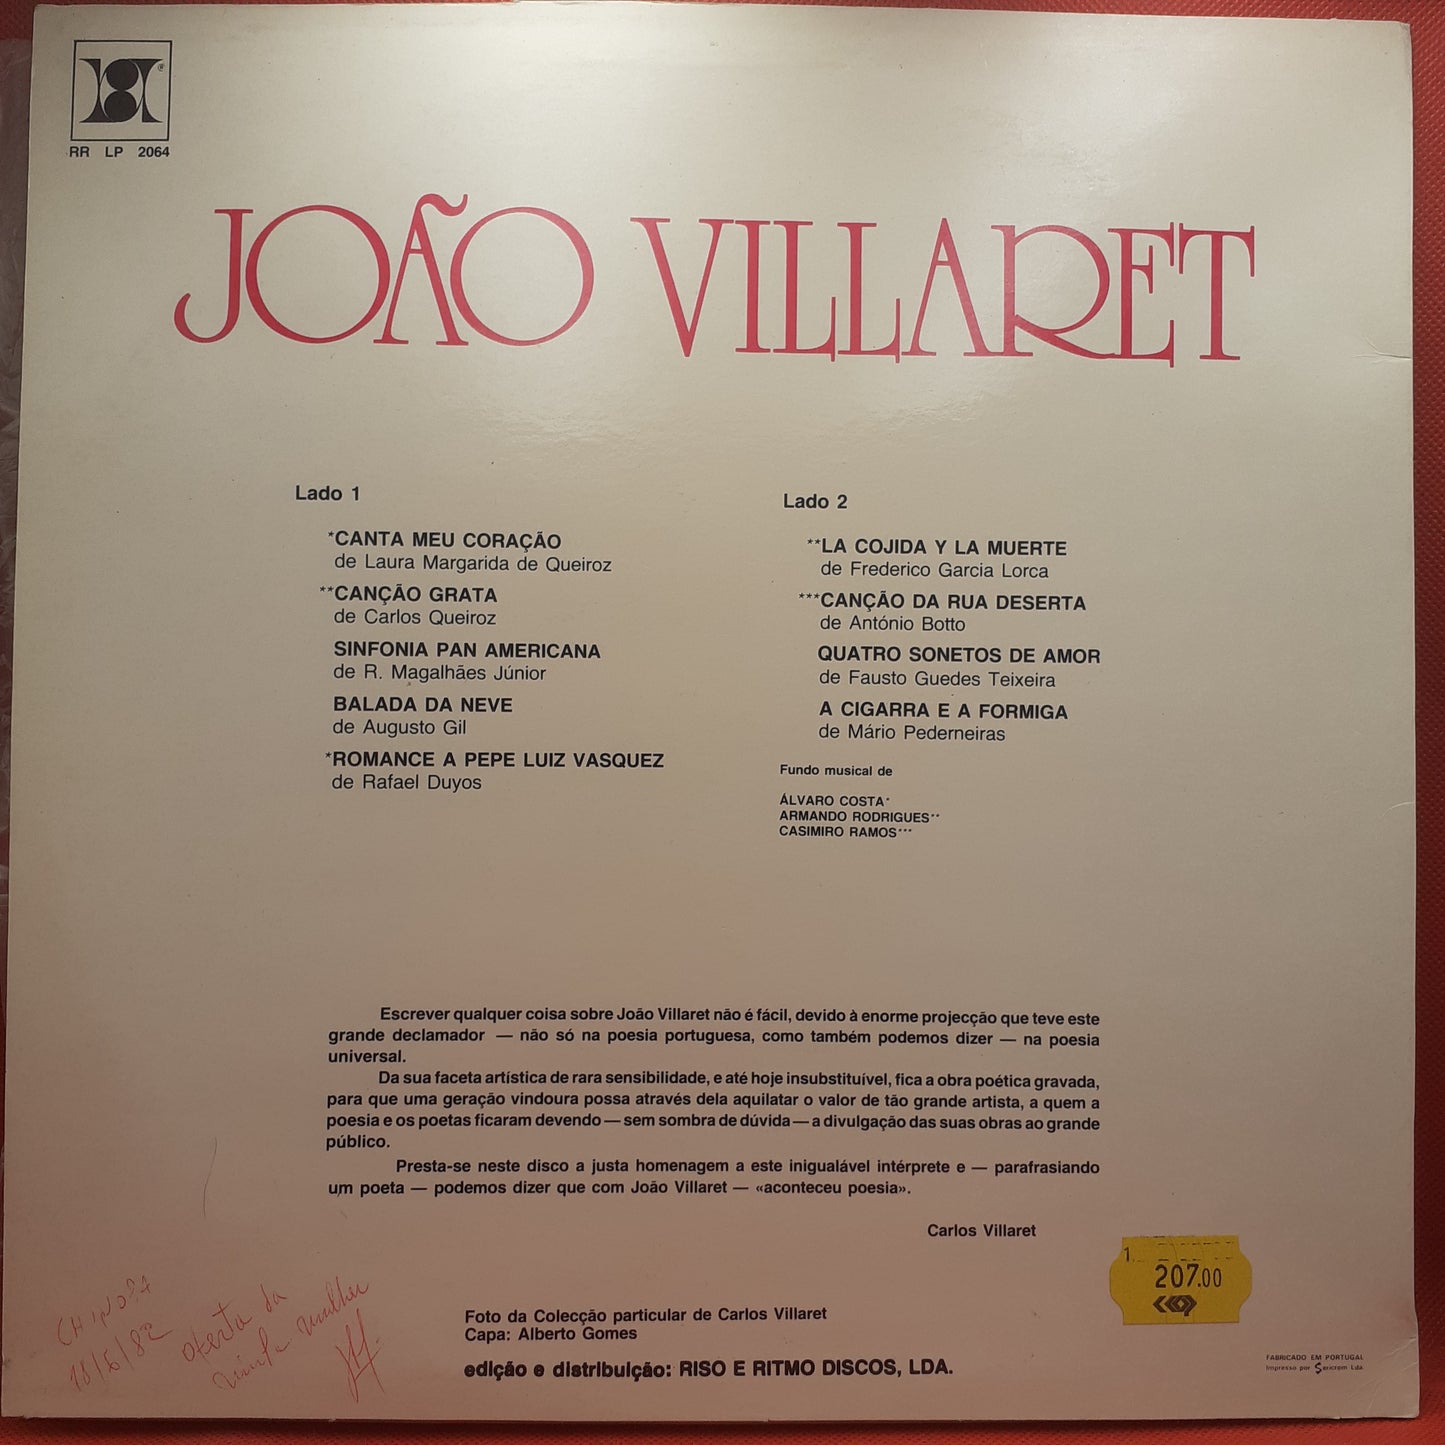 RR LP 2064
JOÃO VILLARET
Lado 1
*CANTA MEU CORAÇÃO
de Laura Margarida de Queiroz
**CANÇÃO GRATA
de Carlos Queiroz
SINFONIA PAN AMERICANA
de R. Magalhães Júnior
BALADA DA NEVE
de Augusto Gil
*ROMANCE A PEPE LUIZ VASQUEZ
de Rafael Duyos
Lado 2
**LA COJIDA Y LA MUERTE
de Frederico Garcia Lorca
***CANÇÃO DA RUA DESERTA
de António Botto
QUATRO SONETOS DE AMOR
de Fausto Guedes Teixeira
A CIGARRA E A FORMIGA
de Mário Pederneiras
Fundo musical de
ÁLVARO COSTA*
ARMANDO RODRIGUES**
CASIMIRO RAMOS***
Escrever qualquer coisa sobre João Villaret não é fácil, devido à enorme projecção que teve este
grande declamador — não só na poesia portuguesa, como também podemos dizer — na poesia
universal.
Da sua faceta artística de rara sensibilidade, e até hoje insubstituível, fica a obra poética gravada,
para que uma geração vindoura possa através dela aquilatar o valor de tão grande artista, a quem a
poesia e os poetas ficaram devendo — sem sombra de dúvida — a divulgação das suas obras ao grande
público.
Presta-se neste disco a justa homenagem a este inigualável intérprete e — parafrasiando
um poeta — podemos dizer que com João Villaret — «aconteceu poesia».
Carlos Villaret
1
207.00
oferta da
minha mulher
Foto da Colecção particular de Carlos Villaret
Capa: Alberto Gomes
edição e distribuição: RISO E RITMO DISCOS, LDA.
FABRICADO EM PORTUGAL
Impresso por Sericrom Lda